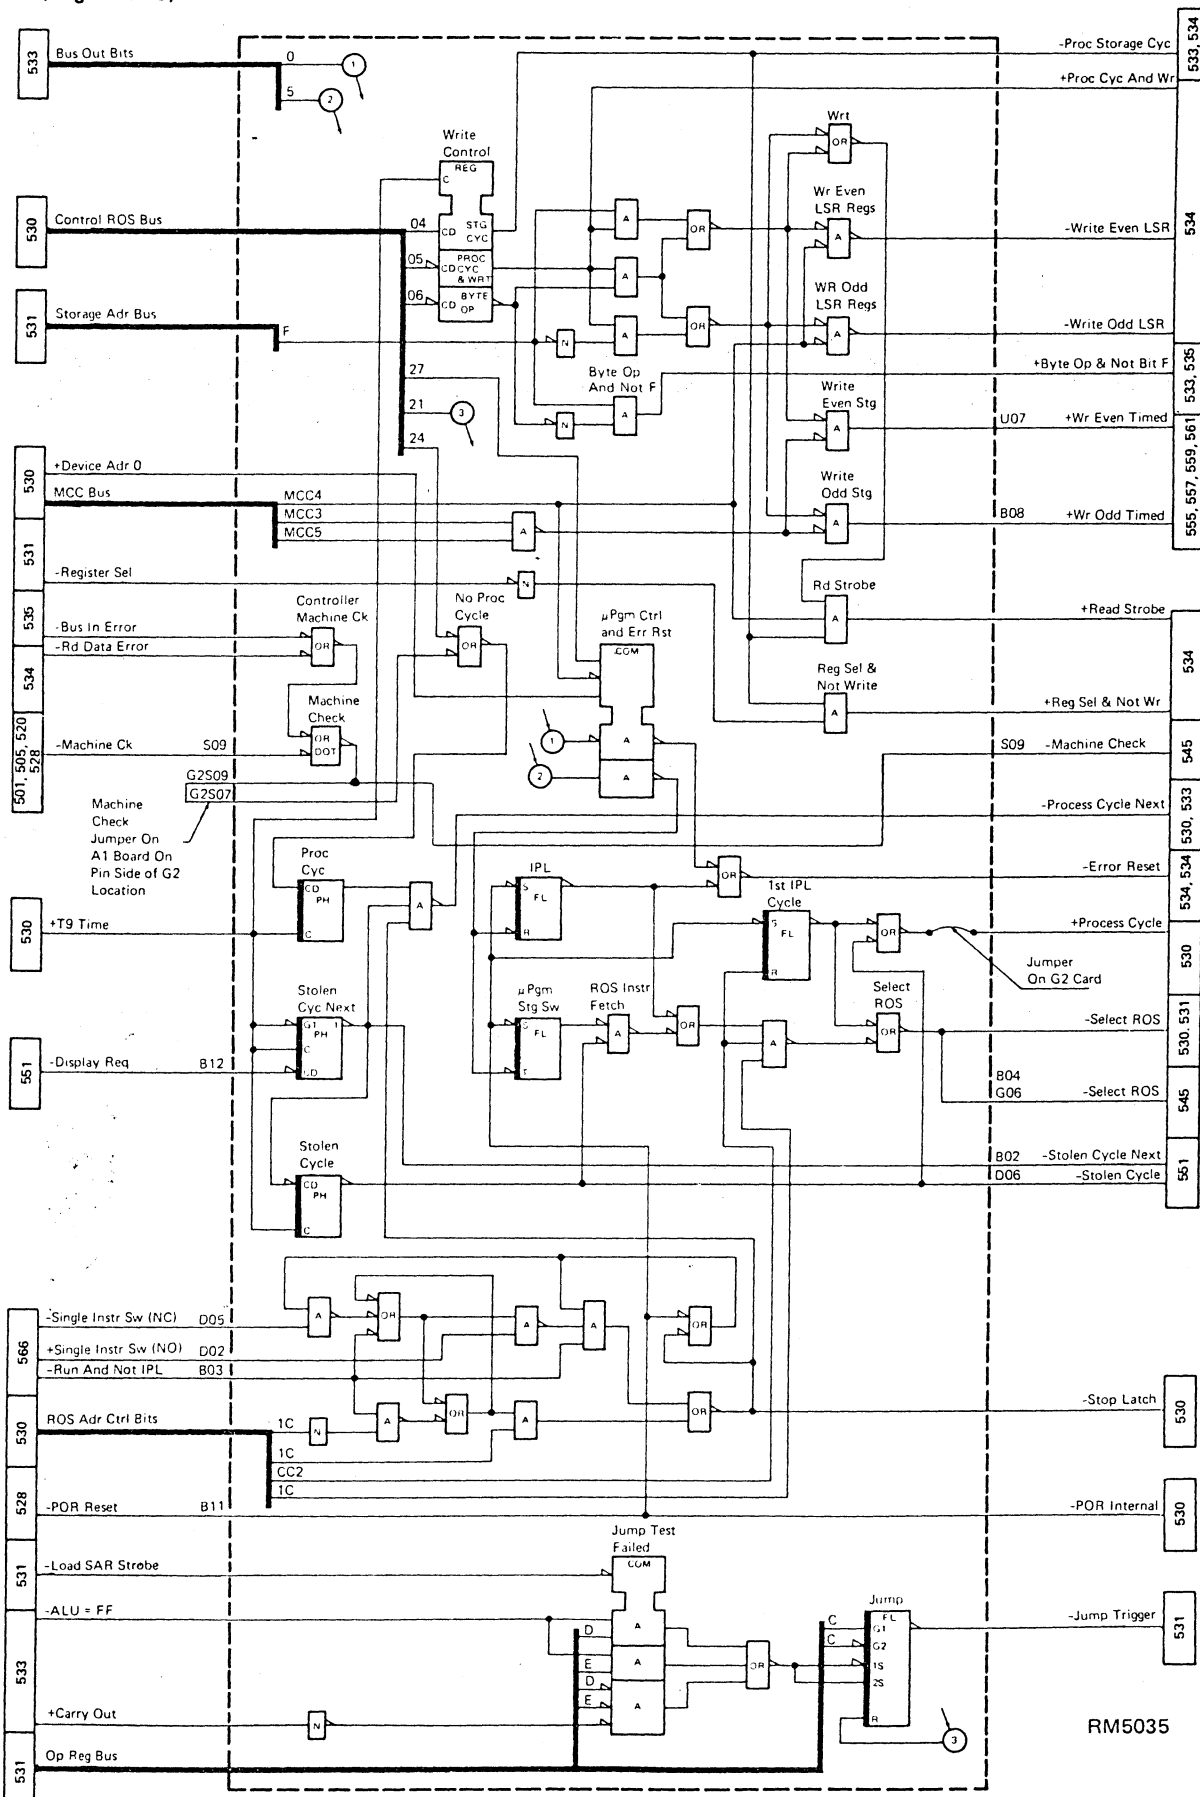 533
Bus Out Bits
0
1
5
2
530
Control ROS Bus
531
Storage Adr Bus
F
Write
Control
REG
C
04
CD
STG
CYC
05
CD
PROC
CYC
& WRT
06
CD
BYTE
OP
27
21
3
24
A
OR
A
A
OR
N
Byte Op
And Not F
N
A
Wrt
OR
Wr Even
LSR Regs
A
WR Odd
LSR Regs
A
Write
Even Stg
A
Write
Odd Stg
A
Rd Strobe
A
Reg Sel &
Not Write
A
-Proc Storage Cyc
533, 534
+Proc Cyc And Wr
-Write Even LSR
534
-Write Odd LSR
+Byte Op & Not Bit F
533, 535
U07 +Wr Even Timed
555, 557, 559, 561
B08 +Wr Odd Timed
+Read Strobe
534
+Reg Sel & Not Wr
S09 -Machine Check
545
-Process Cycle Next
530, 533
-Error Reset
534, 534
+Process Cycle
530
Jumper
On G2 Card
-Select ROS
530, 531
B04
G06 -Select ROS
545
B02 -Stolen Cycle Next
D06 -Stolen Cycle
551
530
+Device Adr 0
MCC Bus
MCC4
MCC3
MCC5
A
531
-Register Sel
N
535
-Bus In Error
-Rd Data Error
534
Controller
Machine Ck
OR
No Proc
Cycle
OR
µPgm Ctrl
and Err Rst
COM
1
A
2
A
Machine
Check
OR
DOT
501, 505, 520
528
-Machine Ck S09
G2S09
G2S07
Machine
Check
Jumper On
A1 Board On
Pin Side of G2
Location
Proc
Cyc
CD
PH
C
A
IPL
S
FL
R
OR
1st IPL
Cycle
S
FL
R
OR
530
+T9 Time
Stolen
Cyc Next
G1 1
PH
C
CD
µPgm
Stg Sw
S
FL
ROS Instr
Fetch
A
OR
A
Select
ROS
OR
551
-Display Req B12
Stolen
Cycle
CD
PH
C
566
-Single Instr Sw (NC) D05
+Single Instr Sw (NO) D02
-Run And Not IPL B03
A
OR
A
A
OR
530
ROS Adr Ctrl Bits
1C
N
A
OR
A
OR
1C
CC2
1C
-Stop Latch
530
528
-POR Reset B11
-POR Internal
530
Jump Test
Failed
COM
531
-Load SAR Strobe
-ALU = FF
D
A
E
A
D
E
A
OR
Jump
C
FL
G1
C
G2
1S
2S
R
3
-Jump Trigger
531
533
+Carry Out
N
531
Op Reg Bus
RM5035